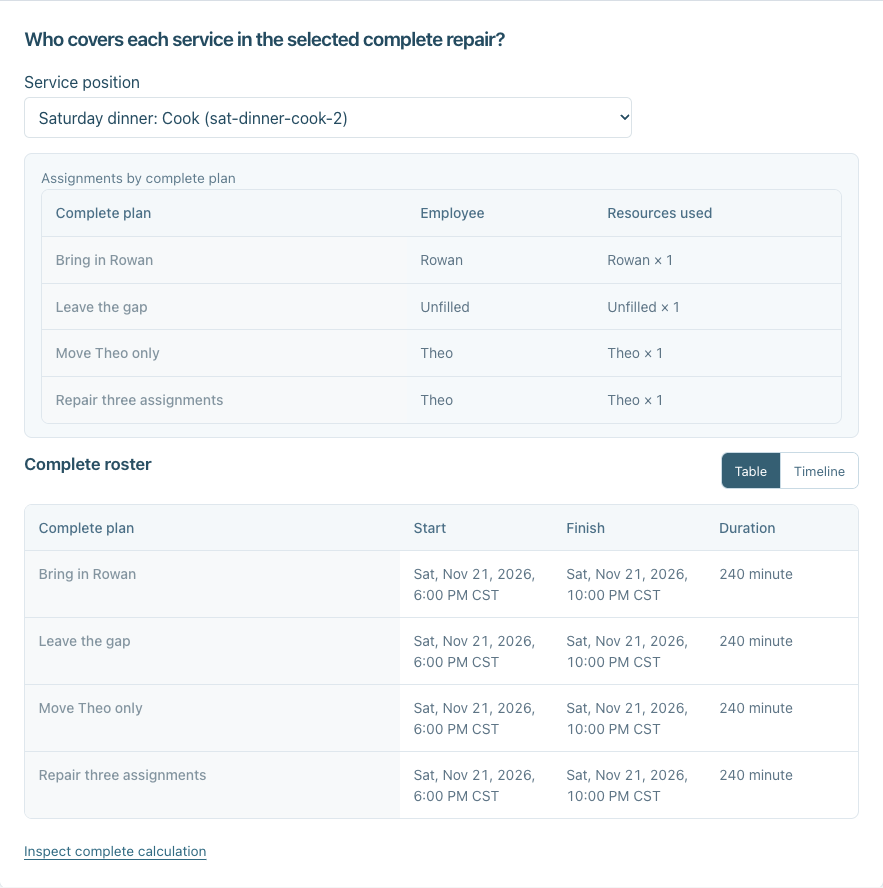 Who covers each service in the selected complete repair?
Service position
Saturday dinner: Cook (sat-dinner-cook-2)
Assignments by complete plan
Complete plan Employee Resources used
Bring in Rowan Rowan Rowan × 1
Leave the gap Unfilled Unfilled × 1
Move Theo only Theo Theo × 1
Repair three assignments Theo Theo × 1
Complete roster Table Timeline
Complete plan Start Finish Duration
Bring in Rowan Sat, Nov 21, 2026, Sat, Nov 21, 2026, 240 minute
6:00 PM CST 10:00 PM CST
Leave the gap Sat, Nov 21, 2026, Sat, Nov 21, 2026, 240 minute
6:00 PM CST 10:00 PM CST
Move Theo only Sat, Nov 21, 2026, Sat, Nov 21, 2026, 240 minute
6:00 PM CST 10:00 PM CST
Repair three assignments Sat, Nov 21, 2026, Sat, Nov 21, 2026, 240 minute
6:00 PM CST 10:00 PM CST
Inspect complete calculation